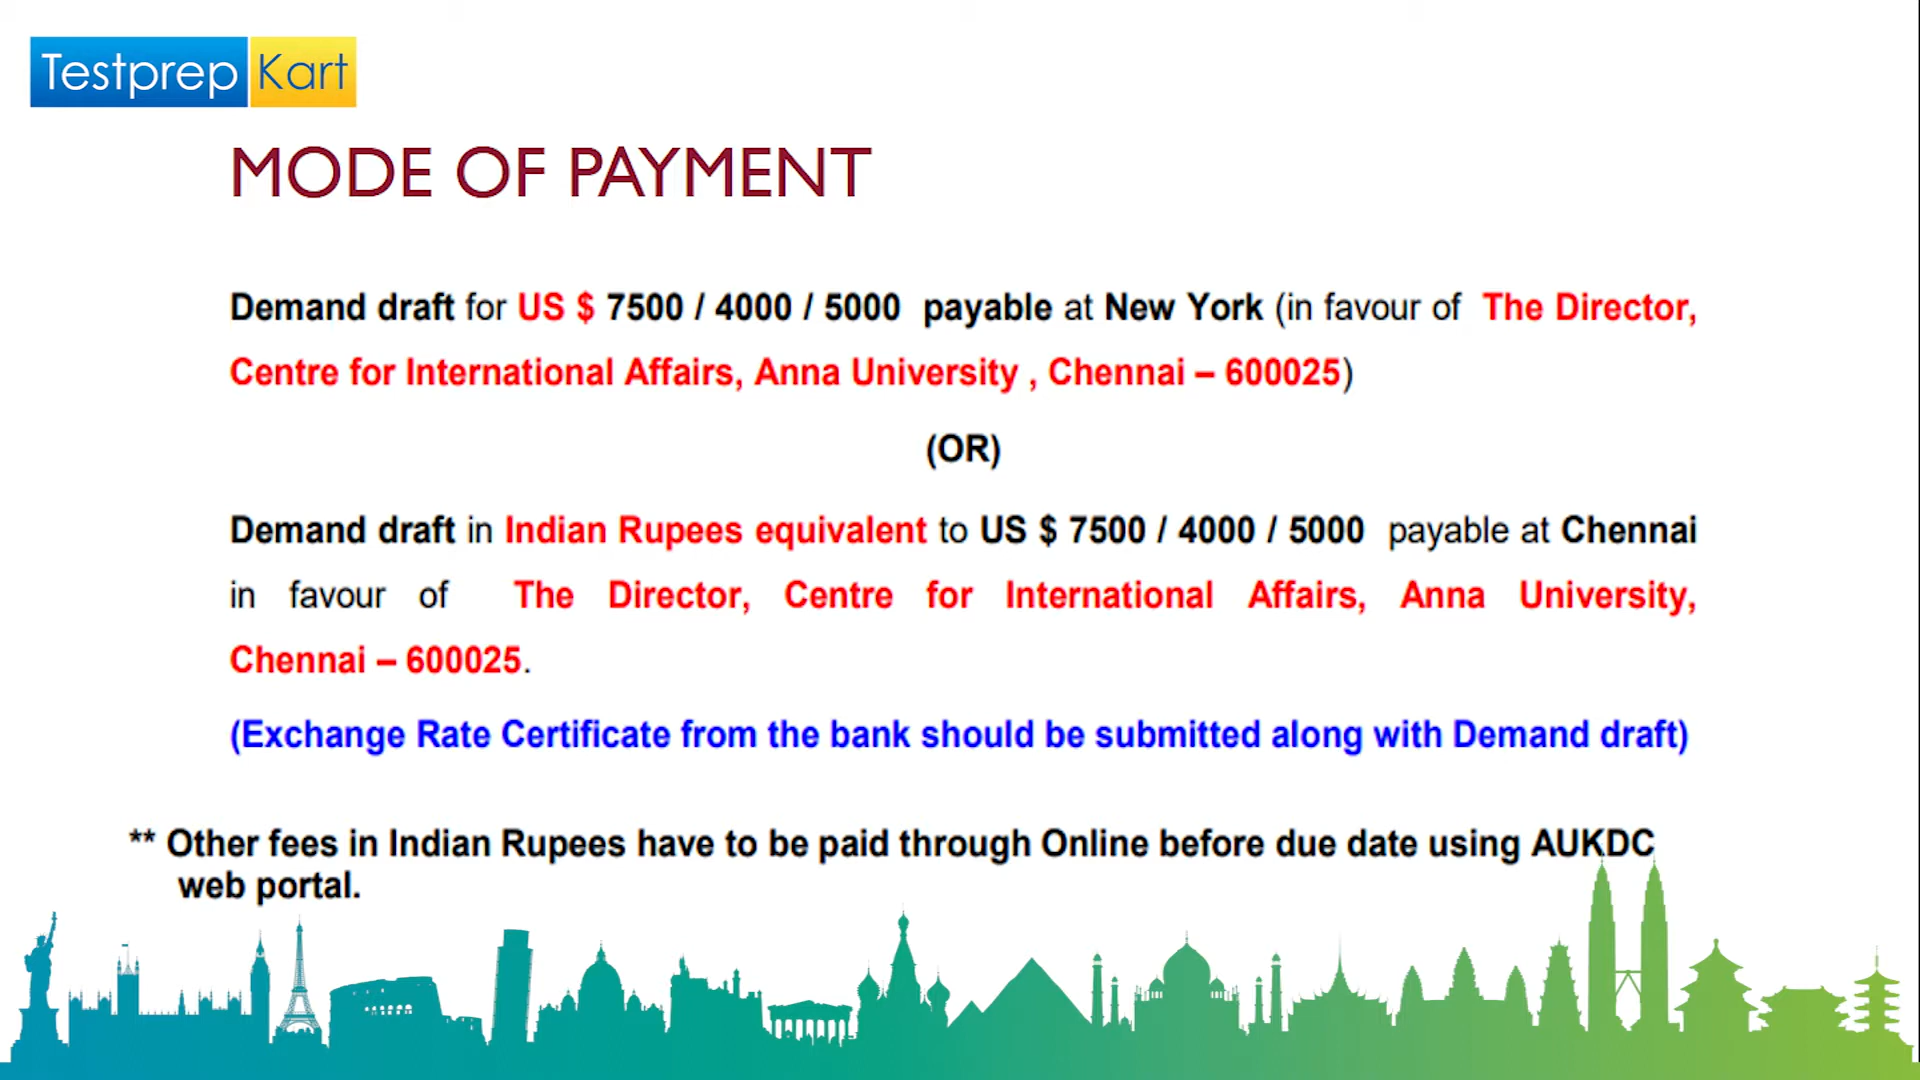 Testprep Kart
MODE OF PAYMENT
Demand draft for US $ 7500 / 4000 / 5000 payable at New York (in favour of The Director,
Centre for International Affairs, Anna University , Chennai – 600025)
(OR)
Demand draft in Indian Rupees equivalent to US $ 7500 / 4000 / 5000 payable at Chennai
in favour of The Director, Centre for International Affairs, Anna University,
Chennai – 600025.
(Exchange Rate Certificate from the bank should be submitted along with Demand draft)
** Other fees in Indian Rupees have to be paid through Online before due date using AUKDC
web portal.